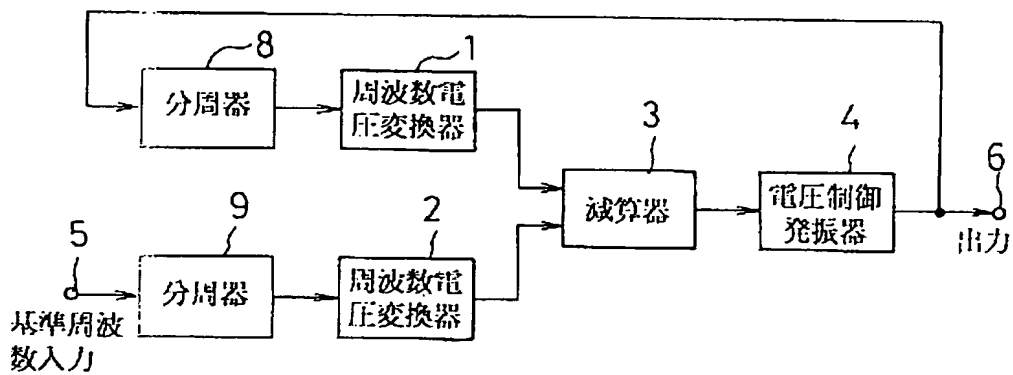 8
分周器
1
周波数電
圧変換器
3
減算器
4
電圧制御
発振器
6
出力
5
基準周波
数入力
9
分周器
2
周波数電
圧変換器